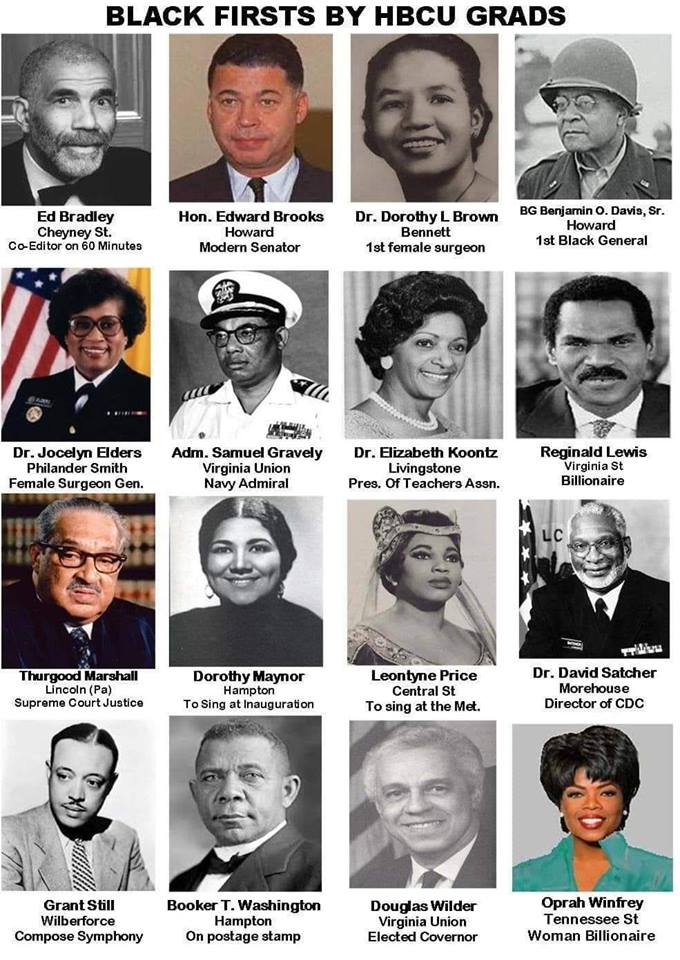 BLACK FIRSTS BY HBCU GRADS
Ed Bradley
Cheyney St.
Co-Editor on 60 Minutes
Hon. Edward Brooks
Howard
Modern Senator
Dr. Dorothy L Brown
Bennett
1st female surgeon
BG Benjamin O. Davis, Sr.
Howard
1st Black General
Dr. Jocelyn Elders
Philander Smith
Female Surgeon Gen.
Adm. Samuel Gravely
Virginia Union
Navy Admiral
Dr. Elizabeth Koontz
Livingstone
Pres. Of Teachers Assn.
Reginald Lewis
Virginia St
Billionaire
Thurgood Marshall
Lincoln (Pa)
Supreme Court Justice
Dorothy Maynor
Hampton
To Sing at Inauguration
Leontyne Price
Central St
To sing at the Met.
LC
Dr. David Satcher
Morehouse
Director of CDC
Grant Still
Wilberforce
Compose Symphony
Booker T. Washington
Hampton
On postage stamp
Douglas Wilder
Virginia Union
Elected Governor
Oprah Winfrey
Tennessee St
Woman Billionaire